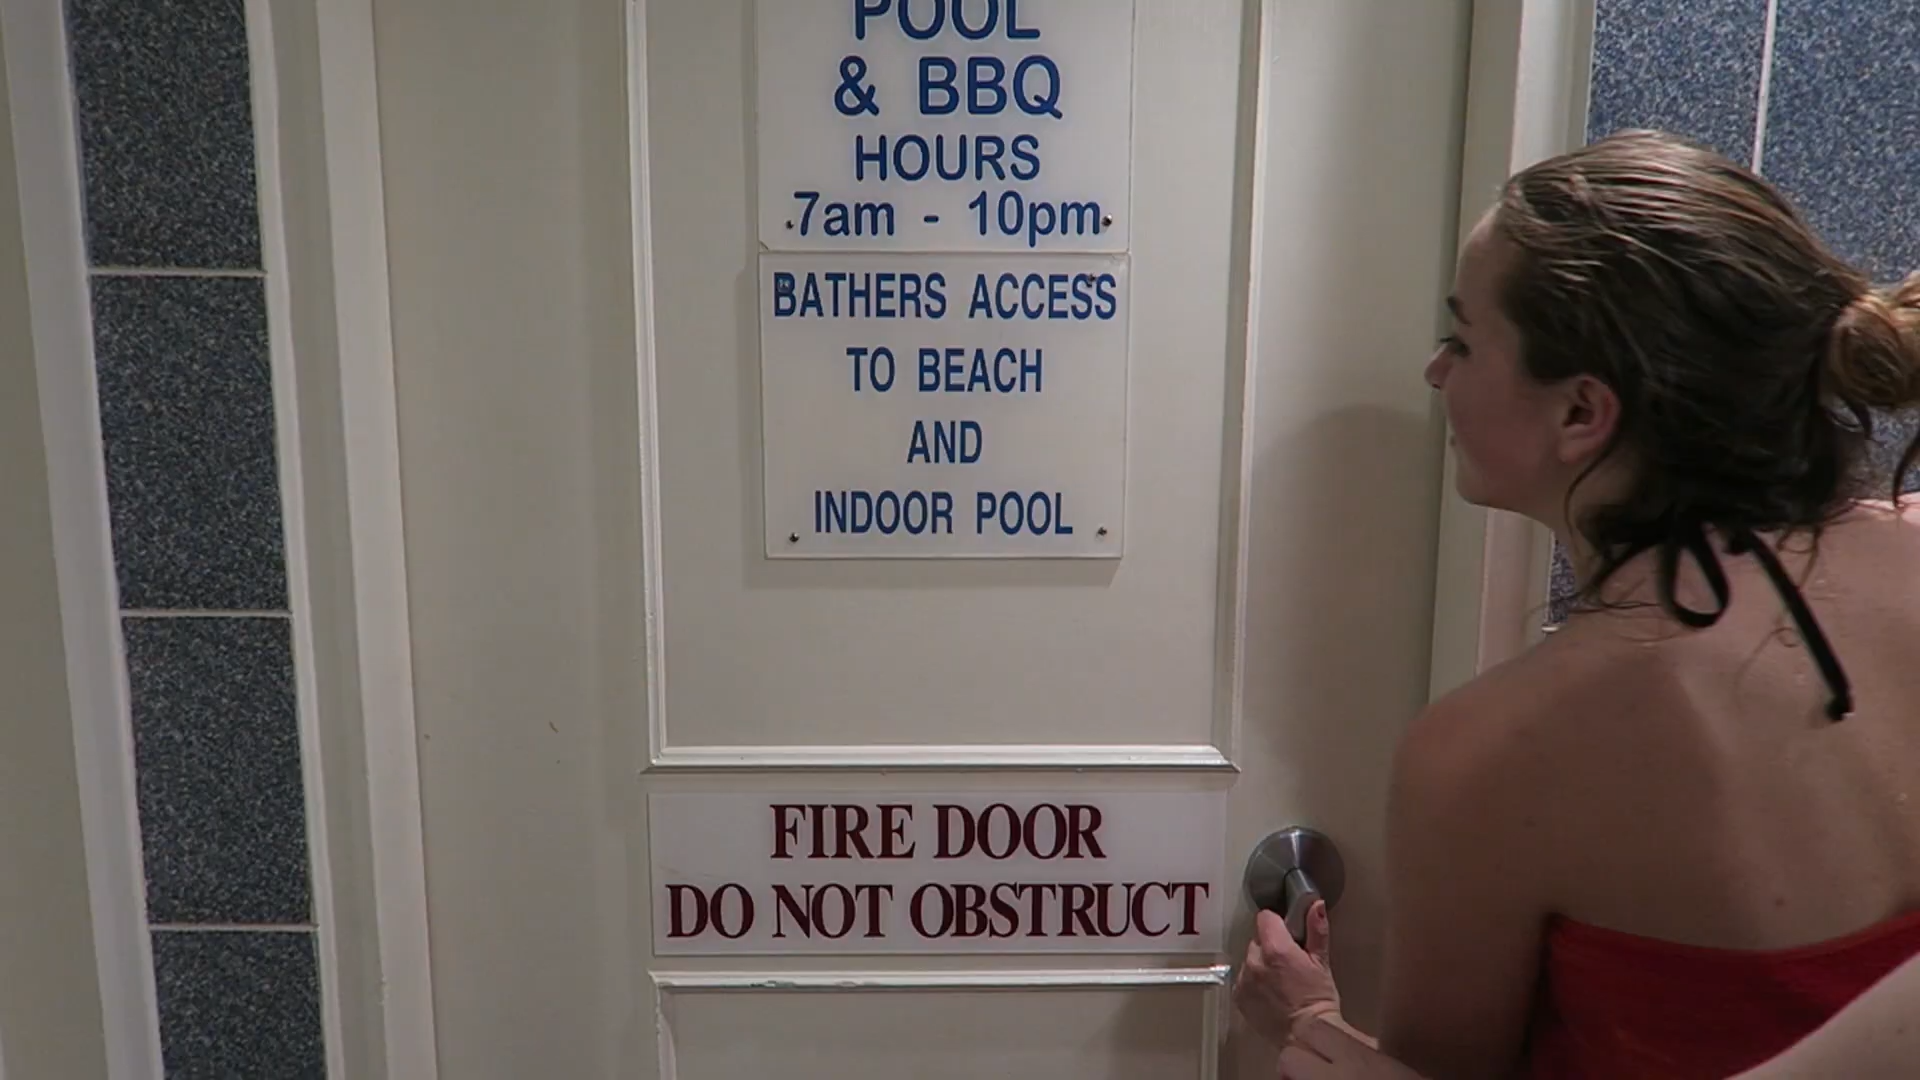 POOL
& BBQ
HOURS
7am - 10pm
BATHERS ACCESS
TO BEACH
AND
INDOOR POOL
FIRE DOOR
DO NOT OBSTRUCT